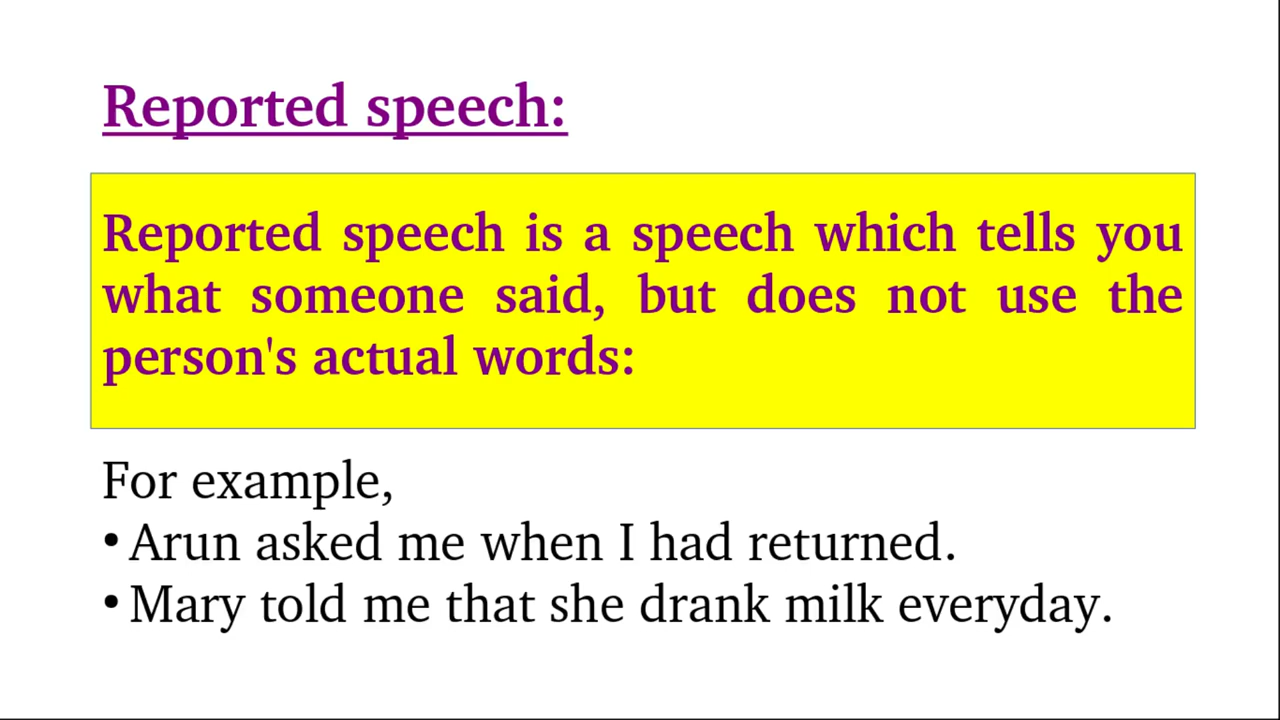 Reported speech:
Reported speech is a speech which tells you
what someone said, but does not use the
person's actual words:
For example,
• Arun asked me when I had returned.
• Mary told me that she drank milk everyday.